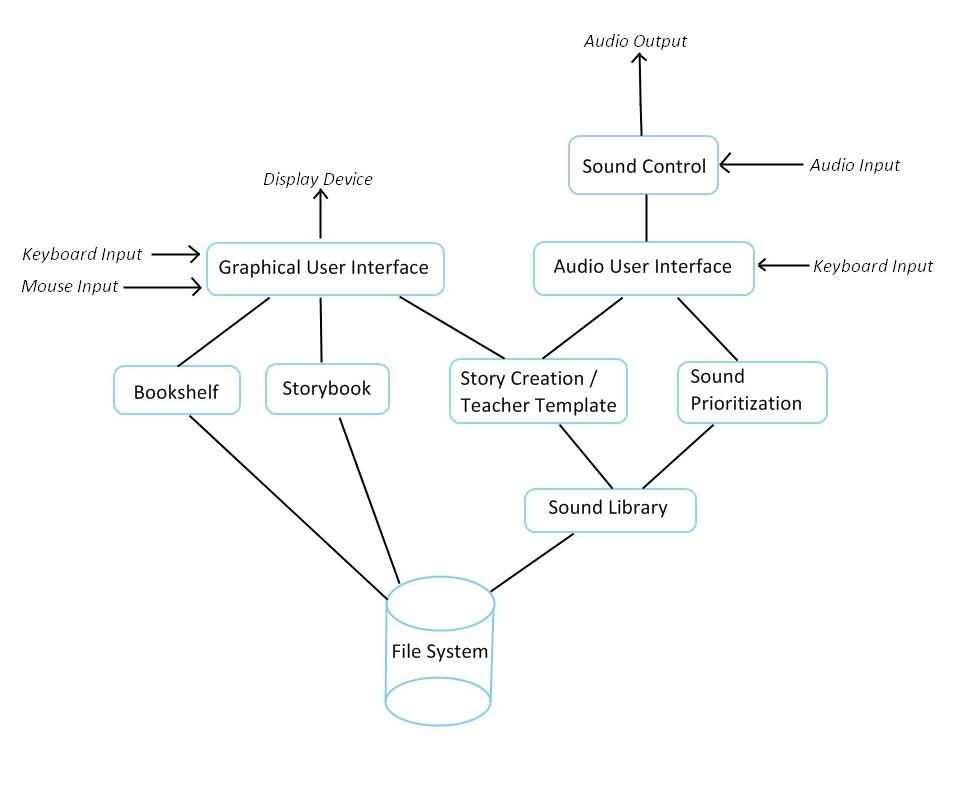 Audio Output
Sound Control
Audio Input
Display Device
Keyboard Input
Mouse Input
Graphical User Interface
Audio User Interface
Keyboard Input
Bookshelf
Storybook
Story Creation /
Teacher Template
Sound
Prioritization
Sound Library
File System